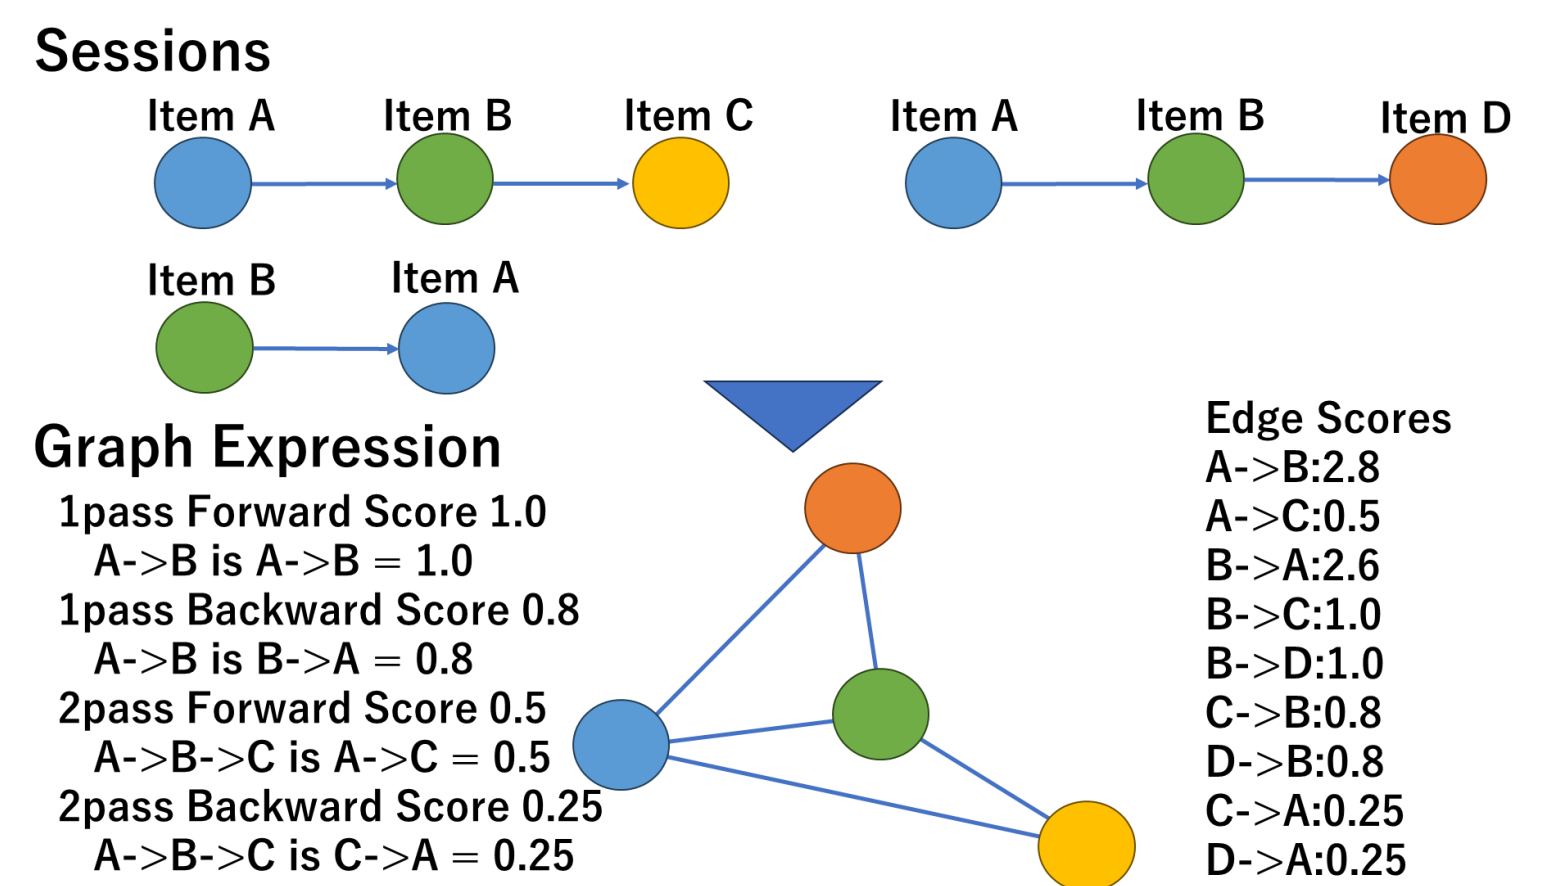 Sessions
Item A
Item B
Item C
Item A
Item B
Item D
Item B
Item A
Graph Expression
1pass Forward Score 1.0
A->B is A->B = 1.0
1pass Backward Score 0.8
A->B is B->A = 0.8
2pass Forward Score 0.5
A->B->C is A->C = 0.5
2pass Backward Score 0.25
A->B->C is C->A = 0.25
Edge Scores
A->B:2.8
A->C:0.5
B->A:2.6
B->C:1.0
B->D:1.0
C->B:0.8
D->B:0.8
C->A:0.25
D->A:0.25